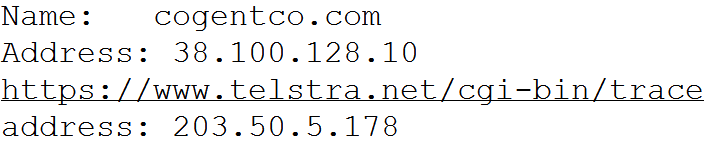 Name:   cogentco.com
Address: 38.100.128.10
https://www.telstra.net/cgi-bin/trace
address: 203.50.5.178